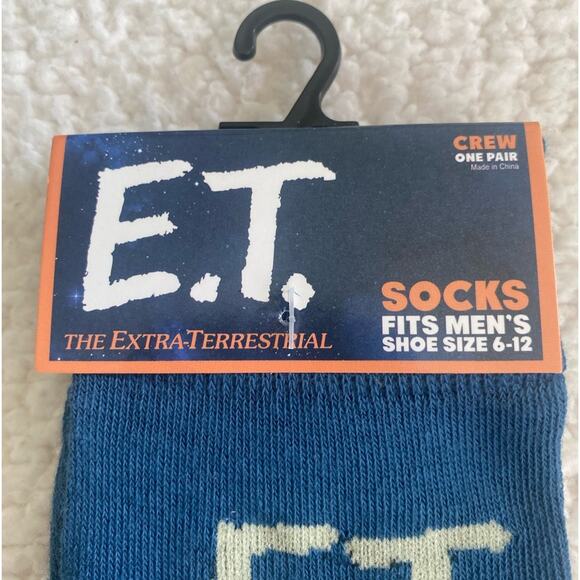 E.T.
THE EXTRA-TERRESTRIAL
CREW
ONE PAIR
Made in China
SOCKS
FITS MEN'S
SHOE SIZE 6-12
E.T.